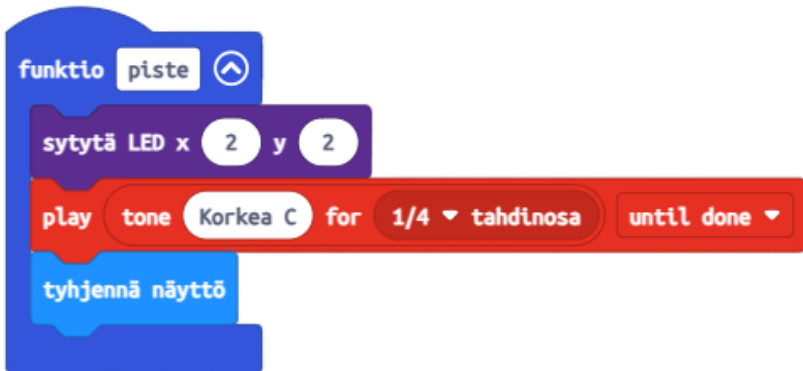 funktio piste
sytytä LED x 2 y 2
play tone Korkea C for 1/4 tahdinosa until done
tyhjennä näyttö